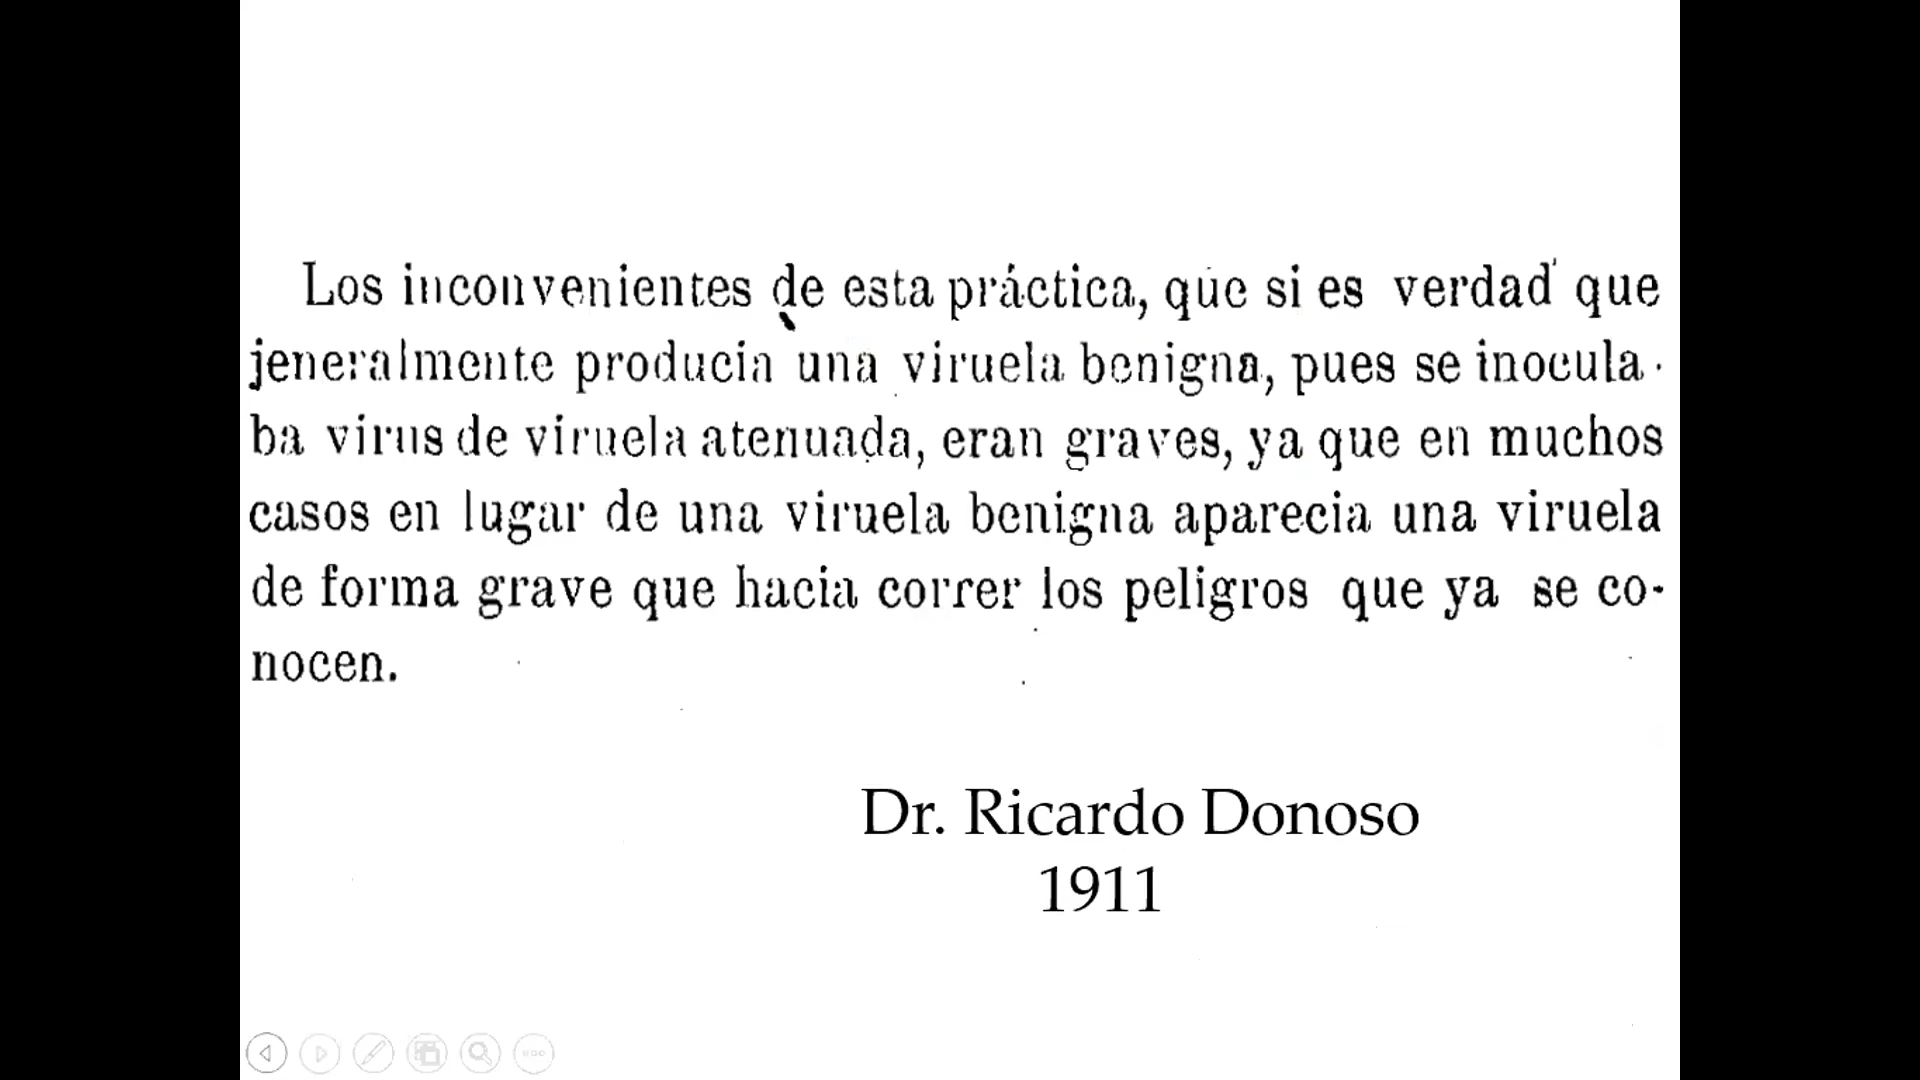 Los inconvenientes de esta práctica, que si es verdad que
jeneralmente producia una viruela benigna, pues se inocula-
ba virus de viruela atenuada, eran graves, ya que en muchos
casos en lugar de una viruela benigna aparecia una viruela
de forma grave que hacia correr los peligros que ya se co-
nocen.
Dr. Ricardo Donoso
1911